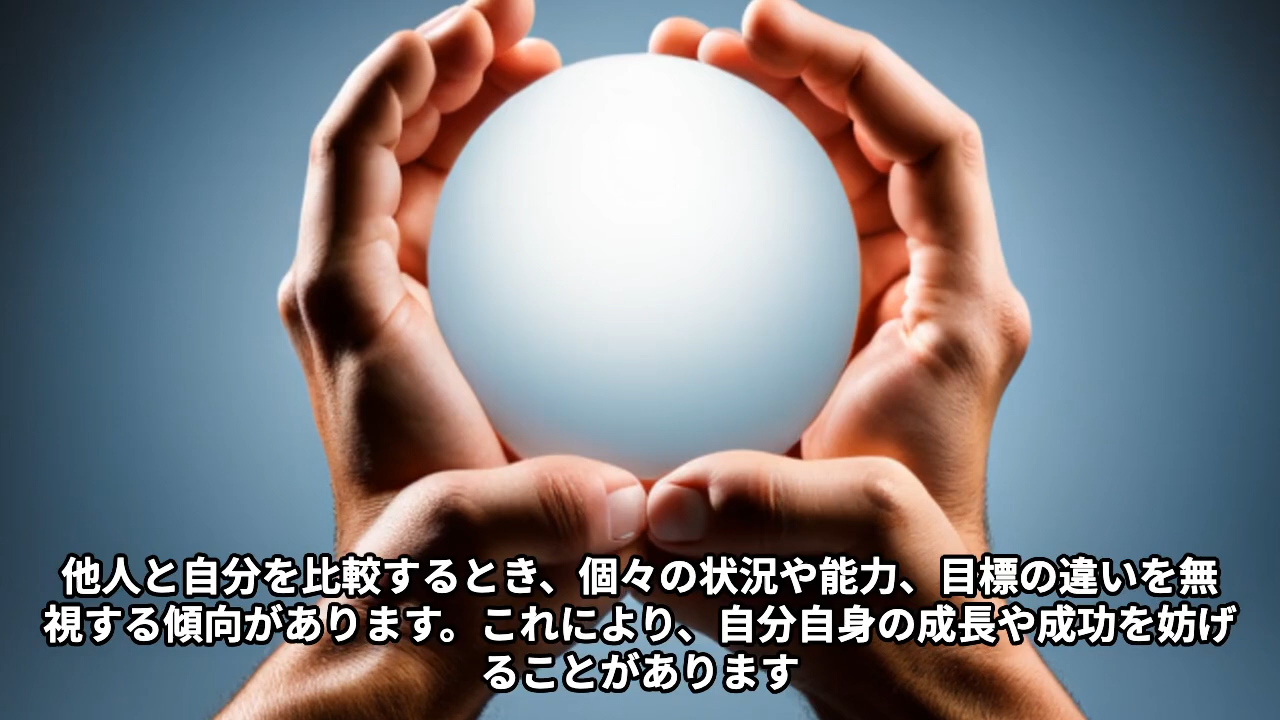 他人と自分を比較するとき、個々の状況や能力、目標の違いを無
視する傾向があります。これにより、自分自身の成長や成功を妨げ
ることがあります